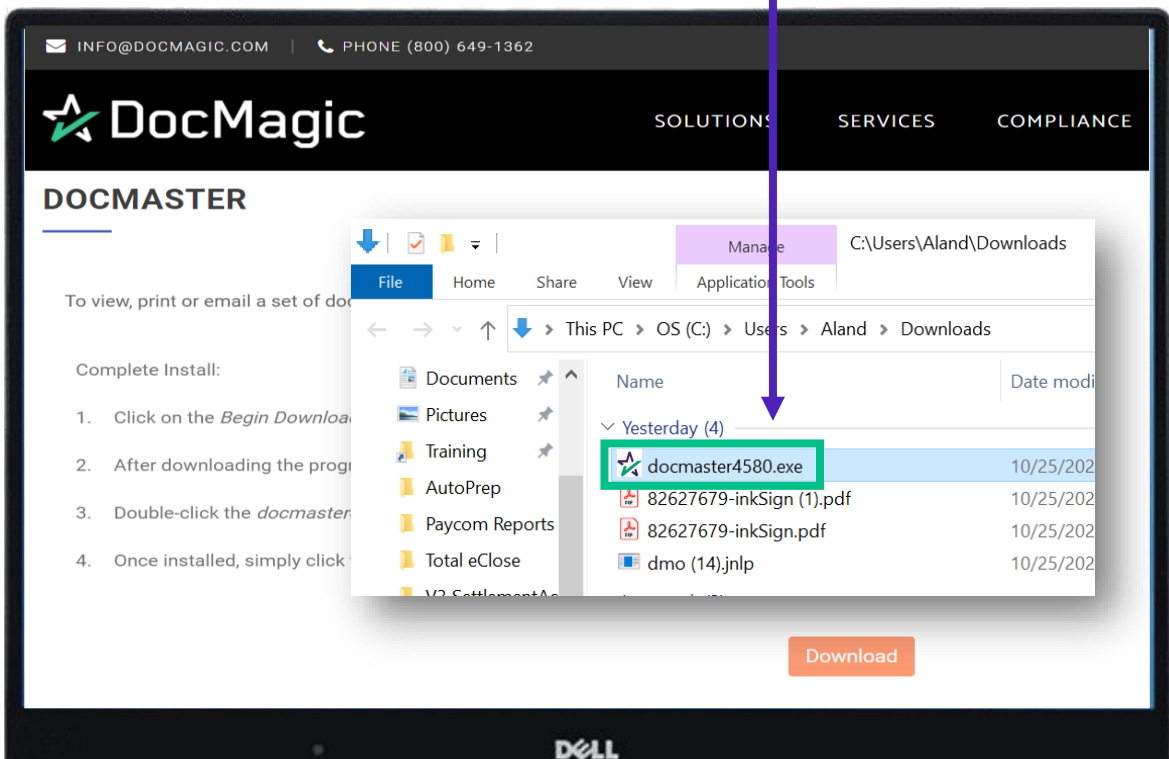 INFO@DOCMAGIC.COM | PHONE (800) 649-1362
DocMagic
SOLUTIONS SERVICES COMPLIANCE
DOCMASTER
To view, print or email a set of do
Complete Install:
1. Click on the Begin Downloa
2. After downloading the prog
3. Double-click the docmaster
4. Once installed, simply click
Manage C:\Users\Aland\Downloads
File Home Share View Application Tools
This PC > OS (C:) > Users > Aland > Downloads
Documents
Pictures
Training
AutoPrep
Paycom Reports
Total eClose
Name Date modi
Yesterday (4)
docmaster4580.exe 10/25/202
82627679-inkSign (1).pdf 10/25/202
82627679-inkSign.pdf 10/25/202
dmo (14).jnlp 10/25/202
Download
DELL